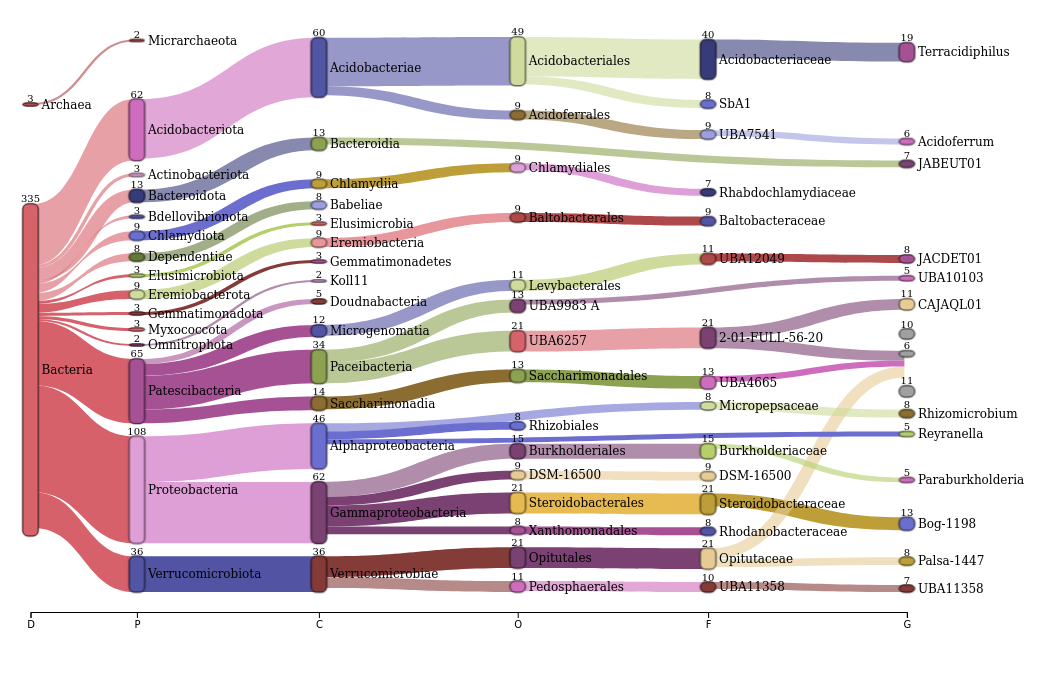 3
Archaea
335
Bacteria
2
Micrarchaeota
62
Acidobacteriota
3
Actinobacteriota
13
Bacteroidota
3
Bdellovibrionota
9
Chlamydiota
8
Dependentiae
3
Elusimicrobiota
9
Eremiobacterota
3
Gemmatimonadota
3
Myxococcota
2
Omnitrophota
65
Patescibacteria
108
Proteobacteria
36
Verrucomicrobiota
60
Acidobacteriae
13
Bacteroidia
9
Chlamydiia
8
Babeliae
3
Elusimicrobia
9
Eremiobacteria
3
Gemmatimonadetes
2
Koll11
5
Doudnabacteria
12
Microgenomatia
34
Paceibacteria
14
Saccharimonadia
46
Alphaproteobacteria
62
Gammaproteobacteria
36
Verrucomicrobiae
49
Acidobacteriales
9
Acidoferrales
9
Chlamydiales
9
Baltobacterales
11
Levybacterales
13
UBA9983 A
21
UBA6257
13
Saccharimonadales
8
Rhizobiales
15
Burkholderiales
9
DSM-16500
21
Steroidobacterales
8
Xanthomonadales
21
Opitutales
11
Pedosphaerales
40
Acidobacteriaceae
8
SbA1
9
UBA7541
7
Rhabdochlamydiaceae
9
Baltobacteraceae
11
UBA12049
21
2-01-FULL-56-20
13
UBA4665
8
Micropepsaceae
15
Burkholderiaceae
9
DSM-16500
21
Steroidobacteraceae
8
Rhodanobacteraceae
21
Opitutaceae
10
UBA11358
19
Terracidiphilus
6
Acidoferrum
7
JABEUT01
8
JACDET01
5
UBA10103
11
CAJAQL01
10
6
11
8
Rhizomicrobium
5
Reyranella
5
Paraburkholderia
13
Bog-1198
8
Palsa-1447
7
UBA11358
D P C O F G